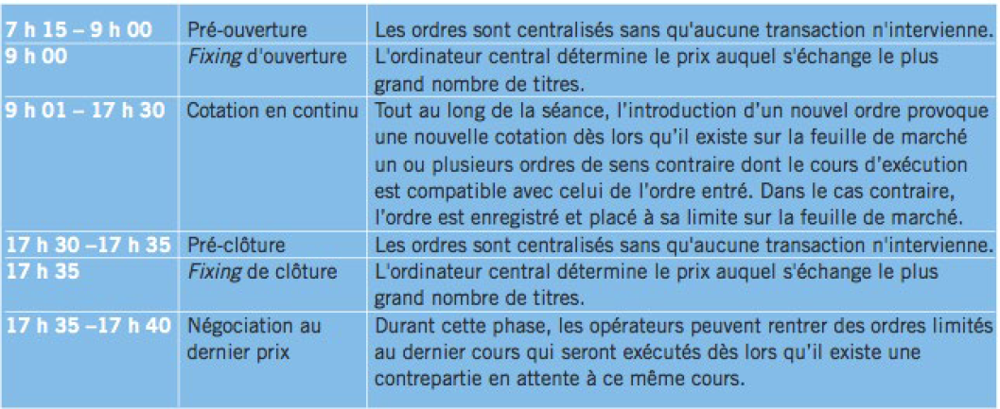 7 h 15 – 9 h 00 Pré-ouverture Les ordres sont centralisés sans qu'aucune transaction n'intervienne.
9 h 00 Fixing d'ouverture L'ordinateur central détermine le prix auquel s'échange le plus
grand nombre de titres.
9 h 01 – 17 h 30 Cotation en continu Tout au long de la séance, l'introduction d'un nouvel ordre provoque
une nouvelle cotation dès lors qu'il existe sur la feuille de marché
un ou plusieurs ordres de sens contraire dont le cours d'exécution
est compatible avec celui de l'ordre entré. Dans le cas contraire,
l'ordre est enregistré et placé à sa limite sur la feuille de marché.
17 h 30 –17 h 35 Pré-clôture Les ordres sont centralisés sans qu'aucune transaction n'intervienne.
17 h 35 Fixing de clôture L'ordinateur central détermine le prix auquel s'échange le plus
grand nombre de titres.
17 h 35 –17 h 40 Négociation au Durant cette phase, les opérateurs peuvent rentrer des ordres limités
dernier prix au dernier cours qui seront exécutés dès lors qu'il existe une
contrepartie en attente à ce même cours.